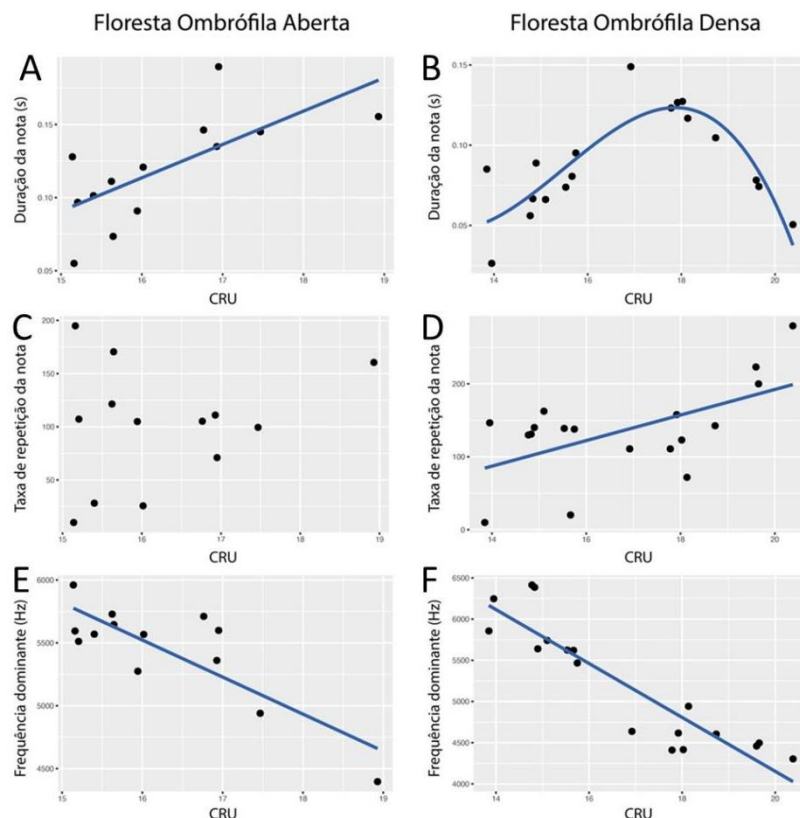 Floresta Ombrófila Aberta
Floresta Ombrófila Densa
A
Duração da nota (s)
0.15
0.10
0.05
15
16
17
18
19
CRU
B
Duração da nota (s)
0.15
0.10
0.05
14
16
18
20
CRU
C
Taxa de repetição da nota
200
150
100
50
15
16
17
18
19
CRU
D
Taxa de repetição da nota
200
100
0
14
16
18
20
CRU
E
Frequência dominante (Hz)
6000
5500
5000
4500
15
16
17
18
19
CRU
F
Frequência dominante (Hz)
6500
6000
5500
5000
4500
4000
14
16
18
20
CRU